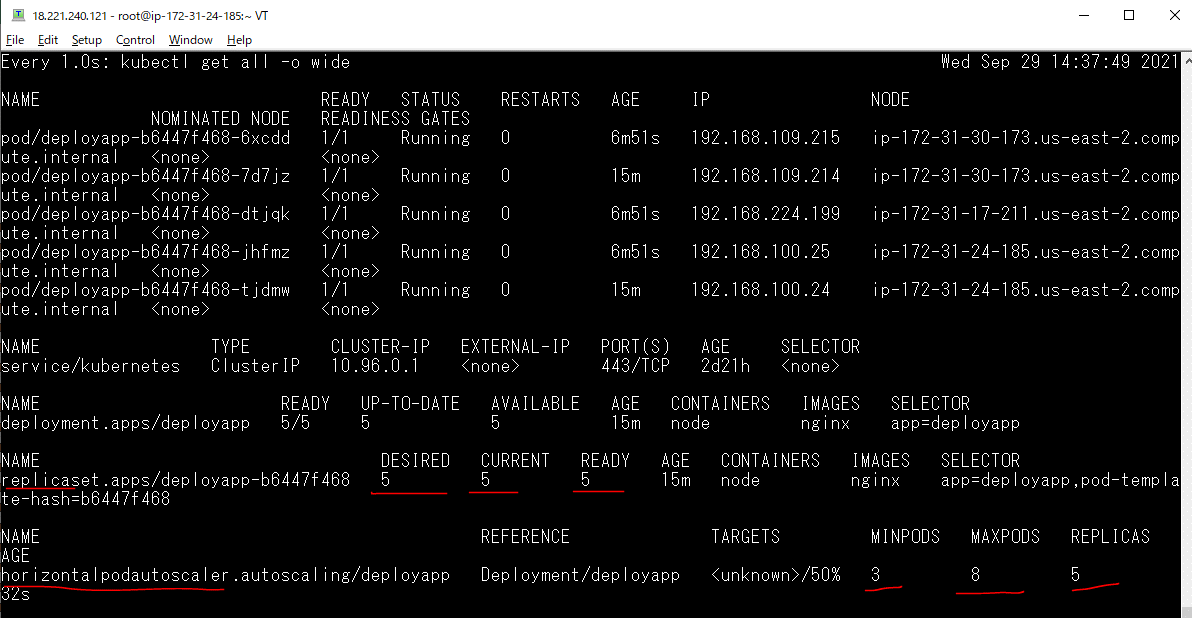 18.221.240.121 - root@ip-172-31-24-185:~ VT
File Edit Setup Control Window Help
Every 1.0s: kubectl get all -o wide Wed Sep 29 14:37:49 2021
NAME READY STATUS RESTARTS AGE IP NODE
NOMINATED NODE READINESS GATES
pod/deployapp-b6447f468-6xcdd 1/1 Running 0 6m51s 192.168.109.215 ip-172-31-30-173.us-east-2.comp
ute.internal <none> <none>
pod/deployapp-b6447f468-7d7jz 1/1 Running 0 15m 192.168.109.214 ip-172-31-30-173.us-east-2.comp
ute.internal <none> <none>
pod/deployapp-b6447f468-dtjqk 1/1 Running 0 6m51s 192.168.224.199 ip-172-31-17-211.us-east-2.comp
ute.internal <none> <none>
pod/deployapp-b6447f468-jhfmz 1/1 Running 0 6m51s 192.168.100.25 ip-172-31-24-185.us-east-2.comp
ute.internal <none> <none>
pod/deployapp-b6447f468-tjdmw 1/1 Running 0 15m 192.168.100.24 ip-172-31-24-185.us-east-2.comp
ute.internal <none> <none>
NAME TYPE CLUSTER-IP EXTERNAL-IP PORT(S) AGE SELECTOR
service/kubernetes ClusterIP 10.96.0.1 <none> 443/TCP 2d21h <none>
NAME READY UP-TO-DATE AVAILABLE AGE CONTAINERS IMAGES SELECTOR
deployment.apps/deployapp 5/5 5 5 15m node nginx app=deployapp
NAME DESIRED CURRENT READY AGE CONTAINERS IMAGES SELECTOR
replicaset.apps/deployapp-b6447f468 5 5 5 15m node nginx app=deployapp,pod-templa
te-hash=b6447f468
NAME REFERENCE TARGETS MINPODS MAXPODS REPLICAS
AGE
horizontalpodautoscaler.autoscaling/deployapp Deployment/deployapp <unknown>/50% 3 8 5
32s